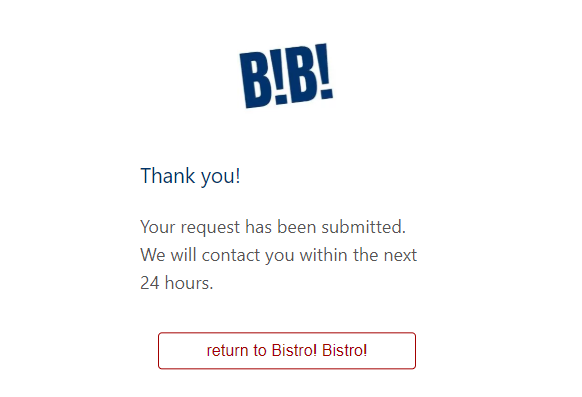 B!B!
Thank you!
Your request has been submitted.
We will contact you within the next
24 hours.
return to Bistro! Bistro!